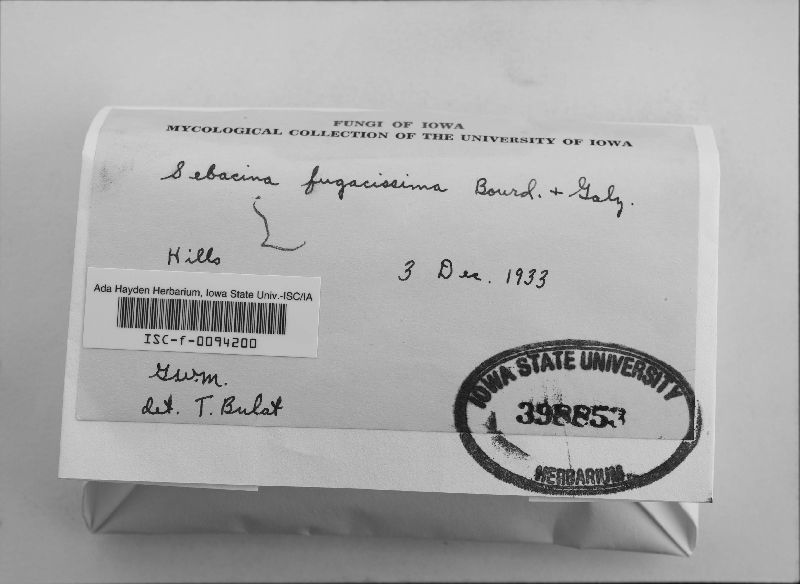 FUNGI OF IOWA
MYCOLOGICAL COLLECTION OF THE UNIVERSITY OF IOWA
Sebacina fugacissima Bourd. + Galz.
Hills
3 Dec. 1933
Ada Hayden Herbarium, Iowa State Univ.-ISC/IA
ISC-f-0094200
GWM.
det. T. Bulat
IOWA STATE UNIVERSITY
398853
HERBARIUM